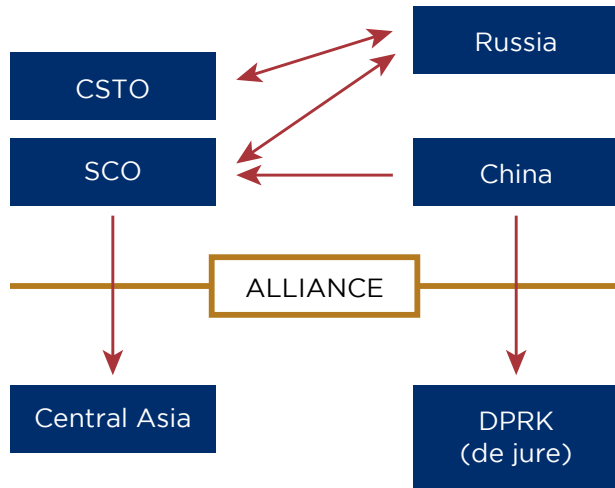 CSTO
Russia
SCO
China
ALLIANCE
Central Asia
DPRK
(de jure)